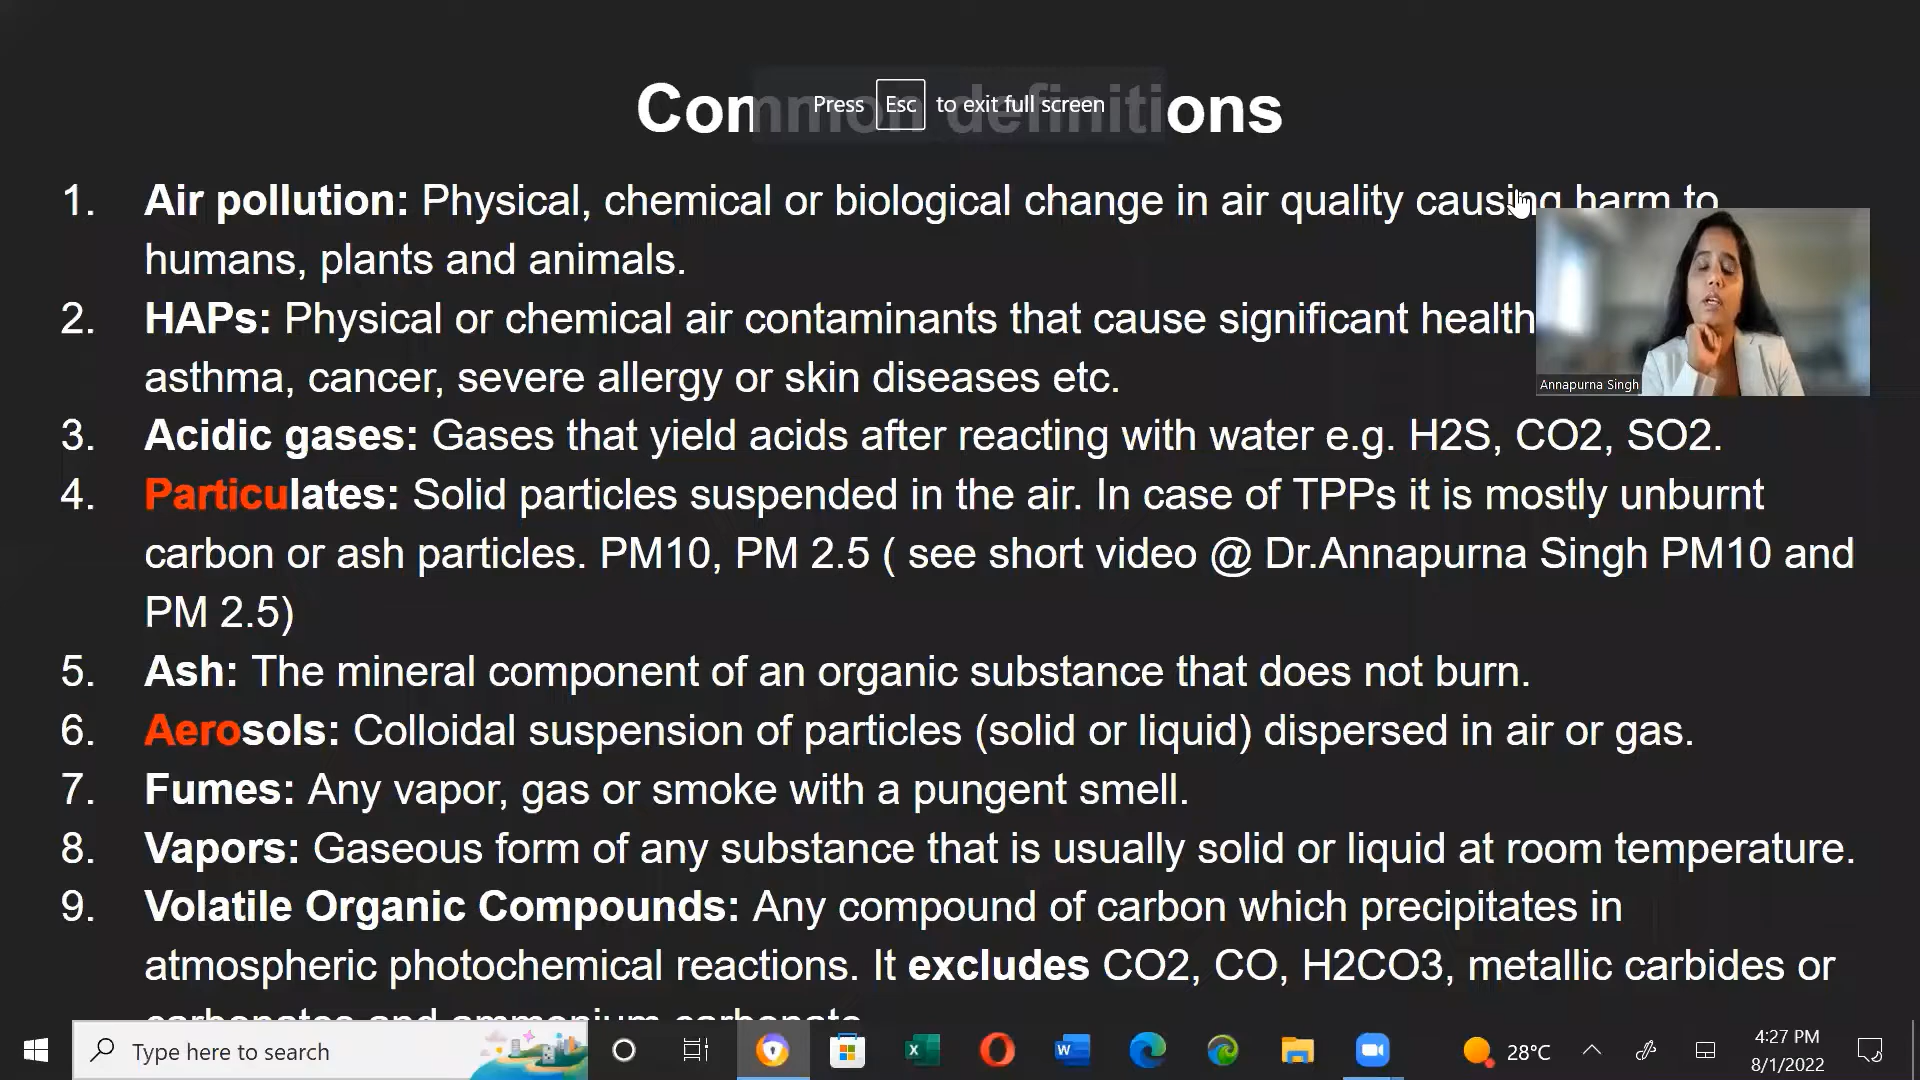 Common definitions
Press Esc to exit full screen
1. Air pollution: Physical, chemical or biological change in air quality causing harm to
humans, plants and animals.
2. HAPs: Physical or chemical air contaminants that cause significant health
asthma, cancer, severe allergy or skin diseases etc.
Annapurna Singh
3. Acidic gases: Gases that yield acids after reacting with water e.g. H2S, CO2, SO2.
4. Particulates: Solid particles suspended in the air. In case of TPPs it is mostly unburnt
carbon or ash particles. PM10, PM 2.5 ( see short video @ Dr.Annapurna Singh PM10 and
PM 2.5)
5. Ash: The mineral component of an organic substance that does not burn.
6. Aerosols: Colloidal suspension of particles (solid or liquid) dispersed in air or gas.
7. Fumes: Any vapor, gas or smoke with a pungent smell.
8. Vapors: Gaseous form of any substance that is usually solid or liquid at room temperature.
9. Volatile Organic Compounds: Any compound of carbon which precipitates in
atmospheric photochemical reactions. It excludes CO2, CO, H2CO3, metallic carbides or
carbonates and ammonium carbonate
Type here to search
28°C
4:27 PM
8/1/2022